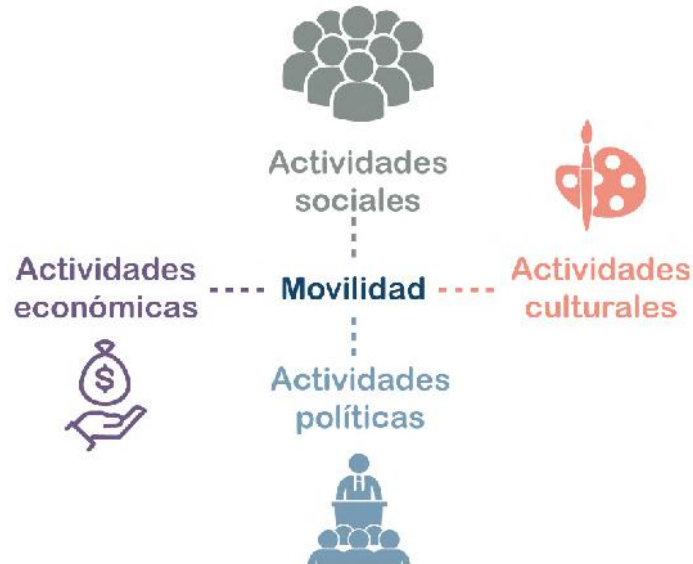 Actividades
sociales
Actividades
económicas
Movilidad
Actividades
culturales
$
Actividades
políticas